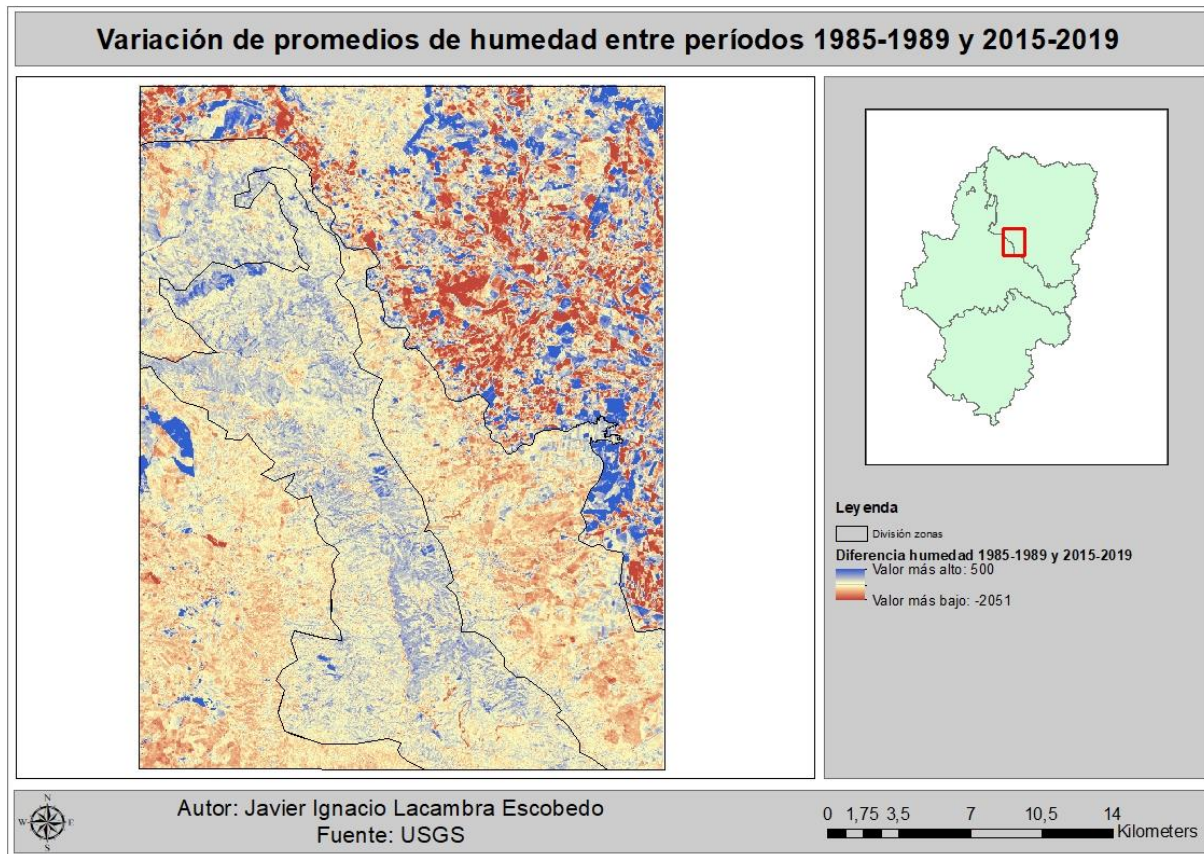 Variación de promedios de humedad entre períodos 1985-1989 y 2015-2019
Leyenda
División zonas
Diferencia humedad 1985-1989 y 2015-2019
Valor más alto: 500
Valor más bajo: -2051
N
W E
S
Autor: Javier Ignacio Lacambra Escobedo
Fuente: USGS
0 1,75 3,5 7 10,5 14
Kilometers